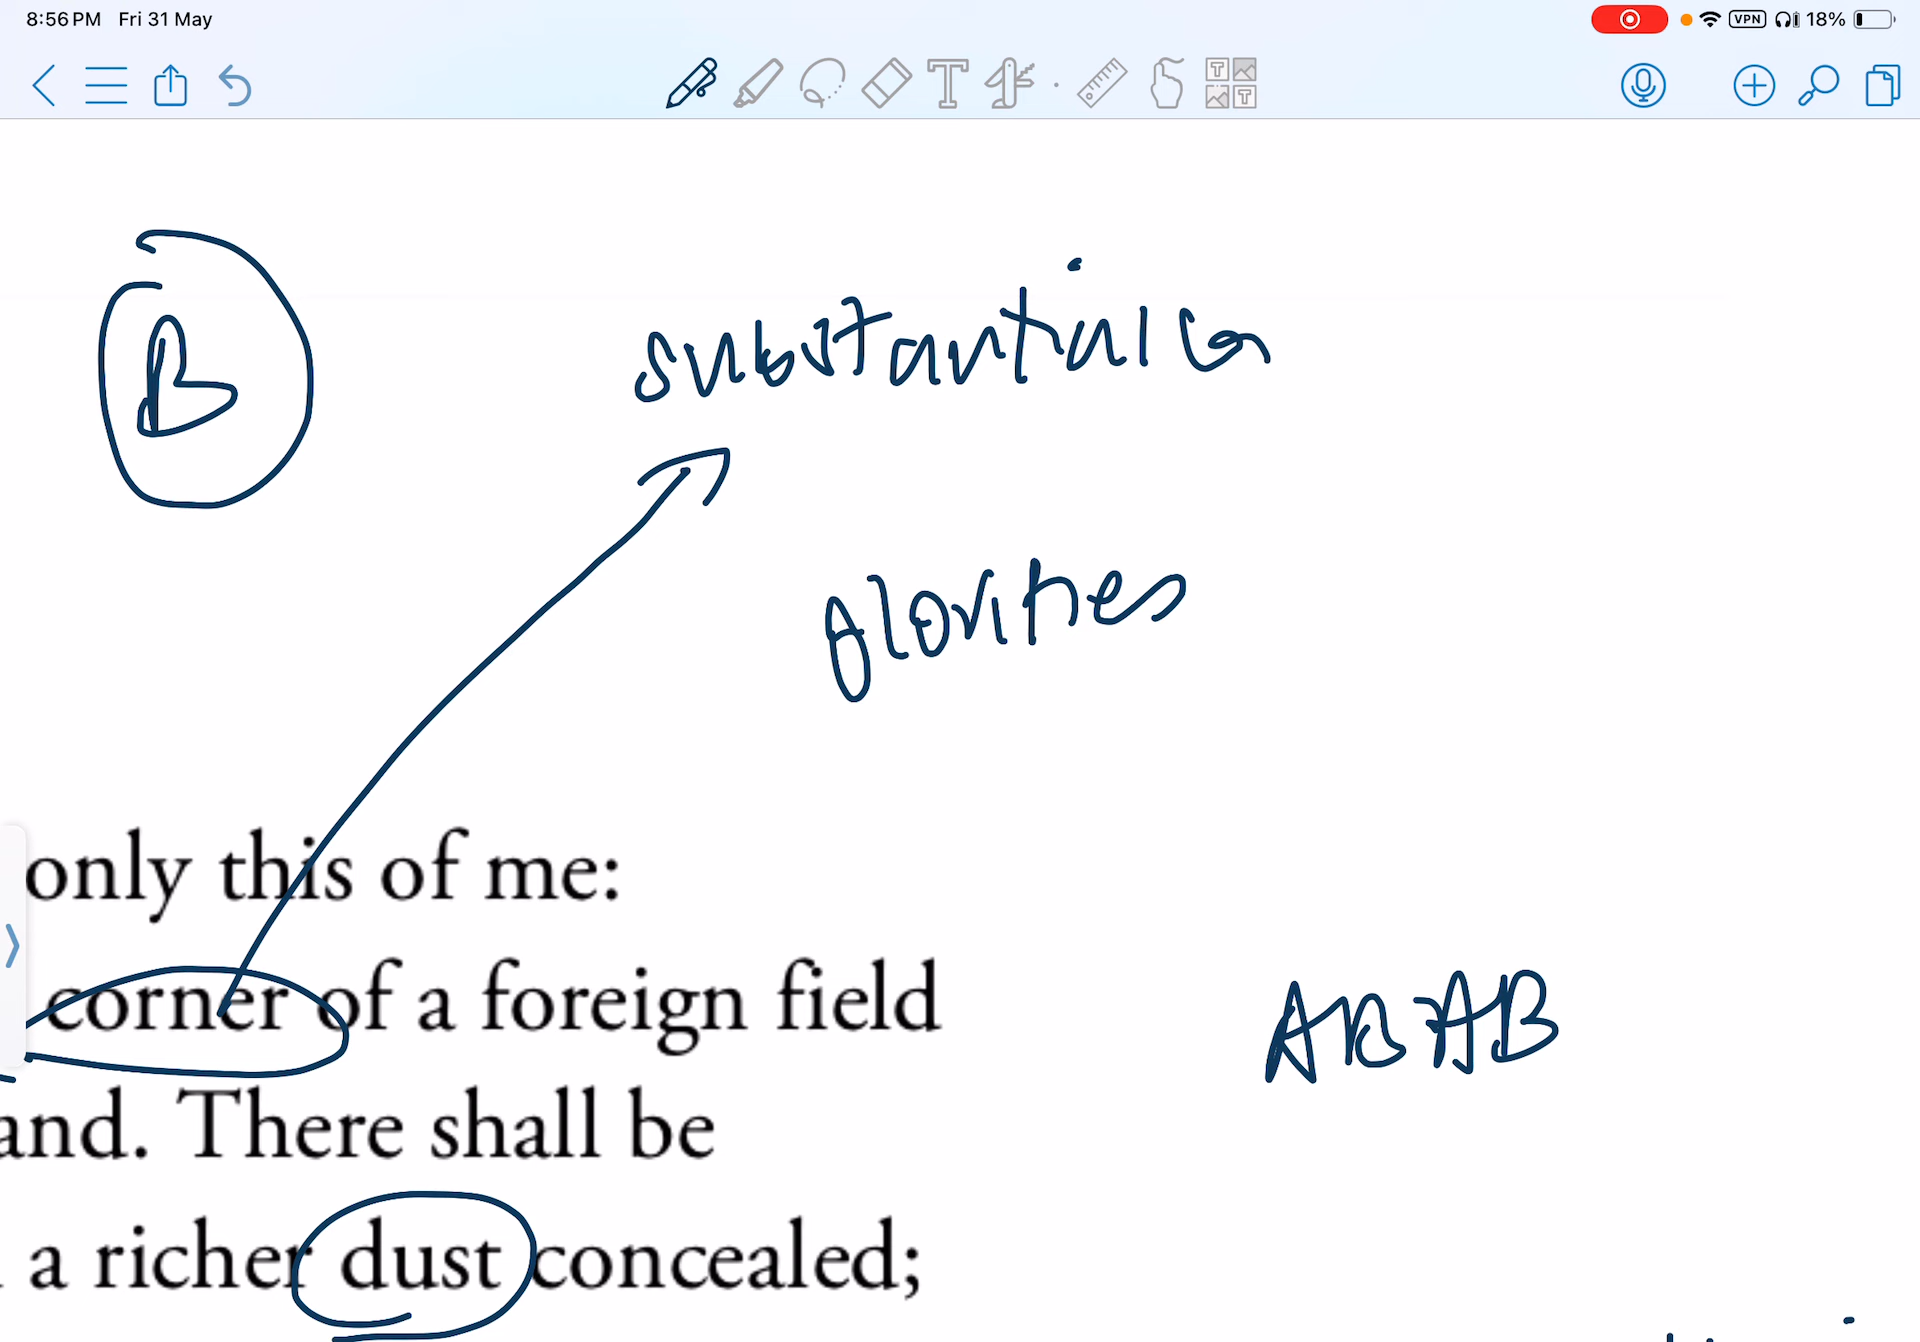 8:56 PM Fri 31 May
VPN 18%
B
substantial
glorifies
only this of me:
corner of a foreign field
and. There shall be
ABAB
a richer dust concealed;